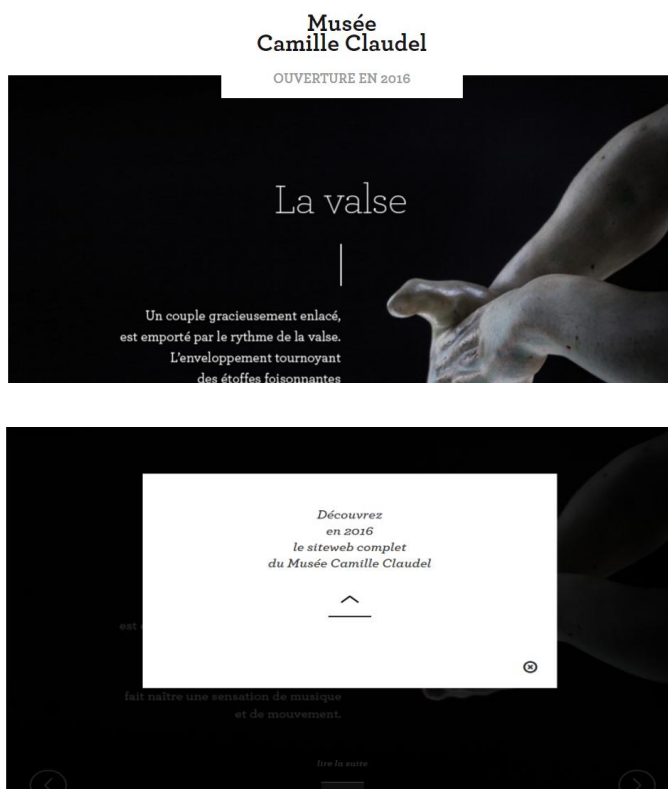 Musée
Camille Claudel
OUVERTURE EN 2016
La valse
Un couple gracieusement enlacé,
est emporté par le rythme de la valse.
L'enveloppement tournoyant
des étoffes foisonnantes
Découvrez
en 2016
le siteweb complet
du Musée Camille Claudel
est
fait naître une sensation de musique
et de mouvement.
lire la suite